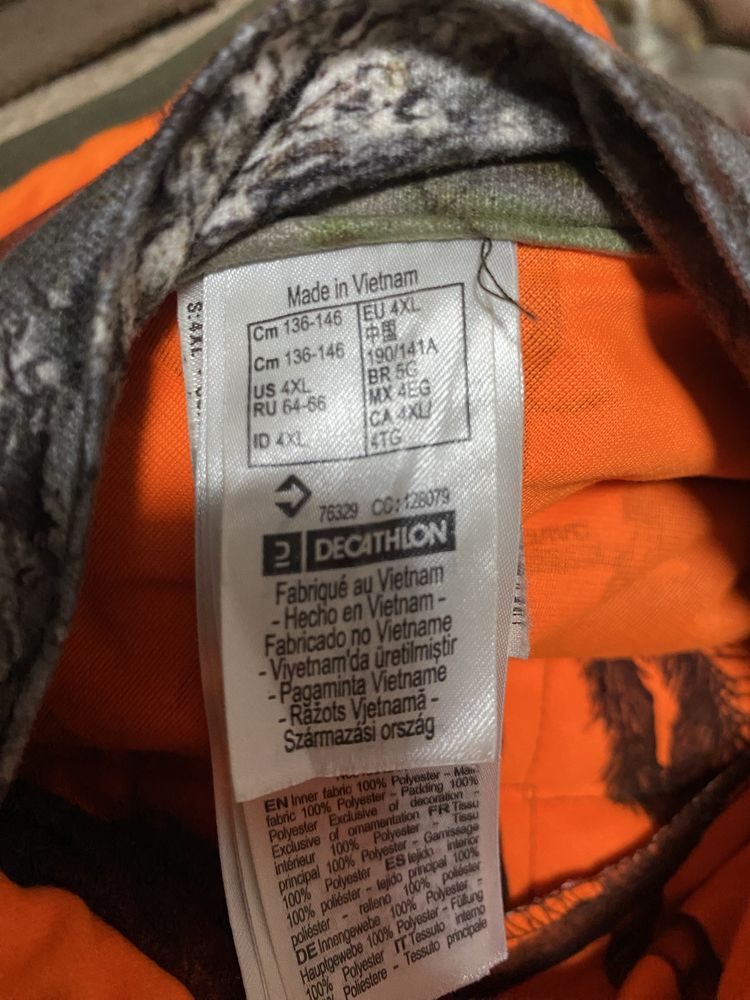 Made in Vietnam
Cm 136-146
Cm 136-146
US 4XL
RU 64-66
ID 4XL
EU 4XL
中国
190/141A
BR 5G
MX 4EG
CA 4XL/
4TG
S:4XL
76329 CC: 128079
DECATHLON
Fabriqué au Vietnam
- Hecho en Vietnam -
Fabricado no Vietname
- Viyetnam'da üretilmiştir
- Pagaminta Vietname
- Ražots Vjetnamā -
Származási ország
EN Inner fabric 100% Polyester - Main
fabric 100% Polyester - Padding 100%
Polyester Exclusive of decoration -
Exclusive of ornamentation FR Tissu
intérieur 100% Polyester - Tissu
principal 100% Polyester - Garnissage
100% Polyester ES tejido interior
100% poliéster - tejido principal 100%
poliéster - relleno 100% poliéster
DE Innengewebe 100% Polyester -
Hauptgewebe 100% Polyester - Füllung
100% Polyester IT Tessuto interno
Poliestere - Tessuto principale